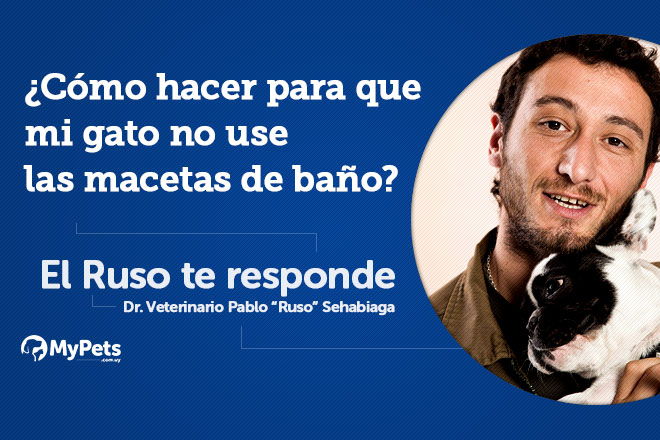 ¿Cómo hacer para que
mi gato no use
las macetas de baño?
El Ruso te responde
Dr. Veterinario Pablo “Ruso” Sehabiaga
MyPets
.com.uy